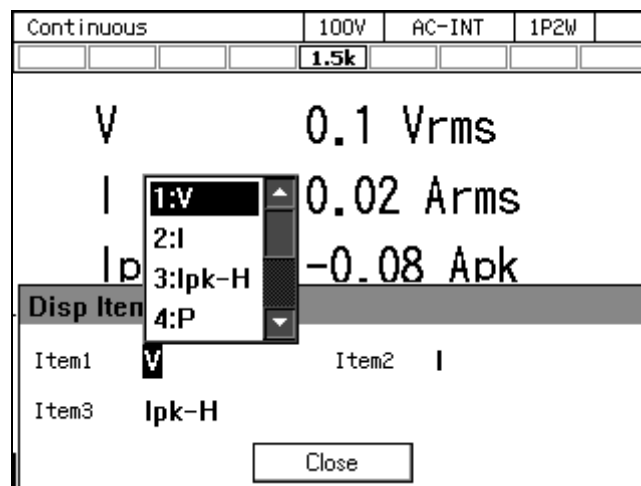 Continuous 100V AC-INT 1P2W
1.5k
V 0.1 Vrms
I 0.02 Arms
Ipk-H -0.08 Apk
1:V
2:I
3:Ipk-H
4:P
Disp Item
Item1 V Item2 I
Item3 Ipk-H
Close